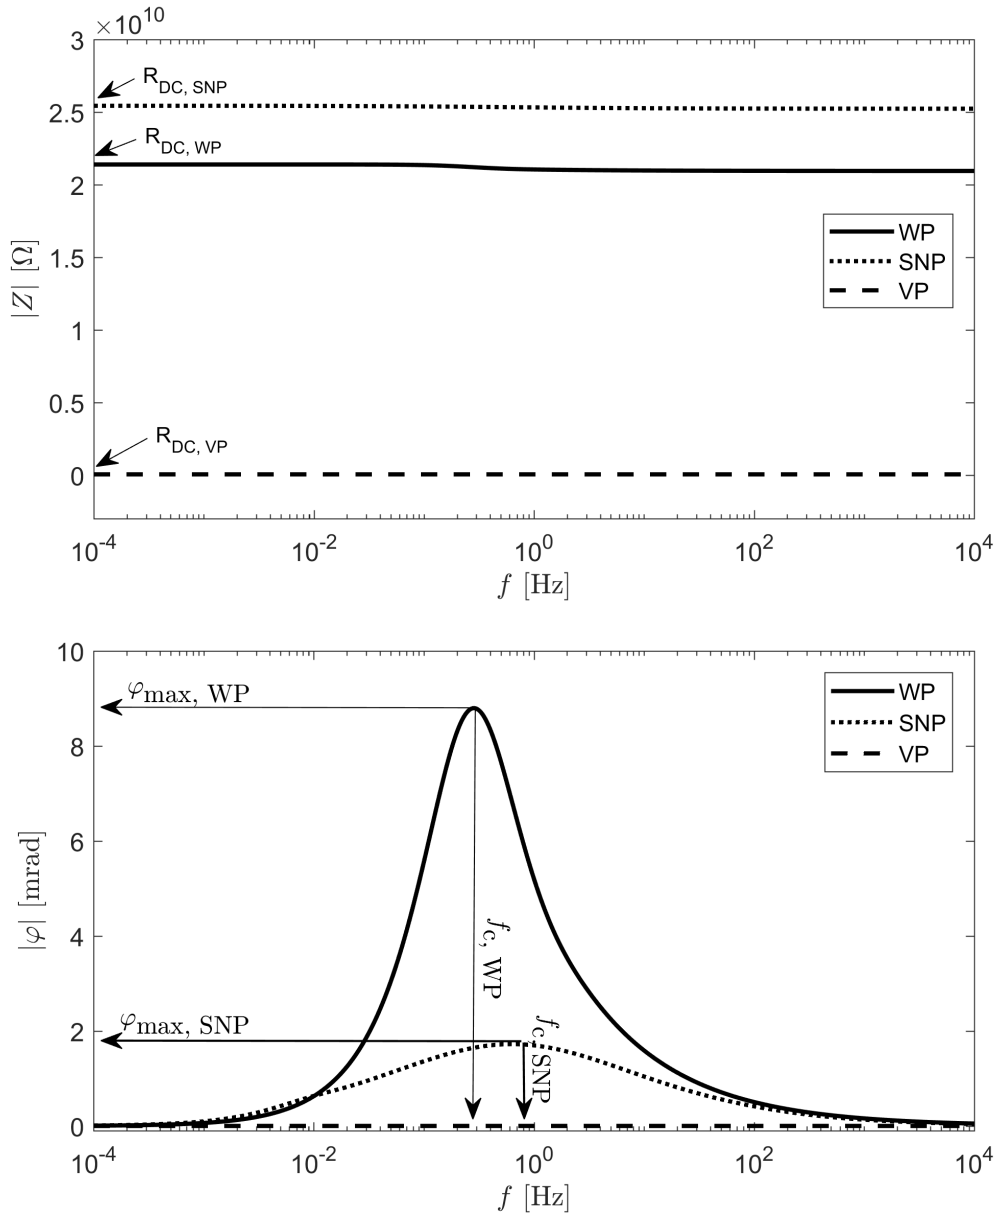 ×10^10
3
R_DC, SNP
2.5
R_DC, WP
2
WP
SNP
VP
1.5
|Z| [Ω]
1
0.5
R_DC, VP
0
10^-4 10^-2 10^0 10^2 10^4
f [Hz]
10
φ_max, WP
WP
SNP
VP
8
6
|φ| [mrad]
f_c, WP
4
φ_max, SNP
f_c, SNP
2
0
10^-4 10^-2 10^0 10^2 10^4
f [Hz]